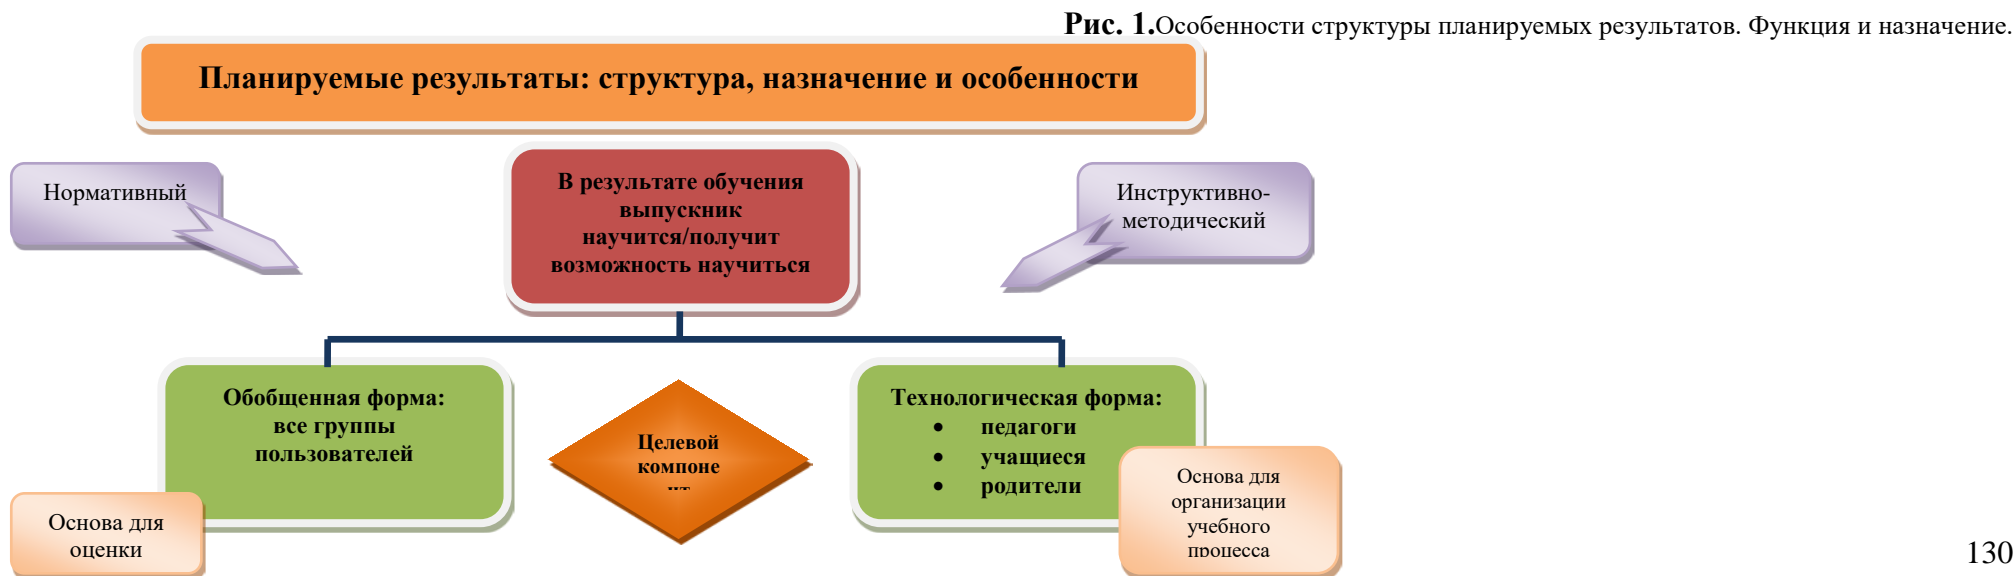 Рис. 1.Особенности структуры планируемых результатов. Функция и назначение.
Планируемые результаты: структура, назначение и особенности
Нормативный
В результате обучения
выпускник
научится/получит
возможность научиться
Инструктивно-
методический
Обобщенная форма:
все группы
пользователей
Целевой
компоне
нт
Технологическая форма:
• педагоги
• учащиеся
• родители
Основа для
оценки
Основа для
организации
учебного
процесса
130